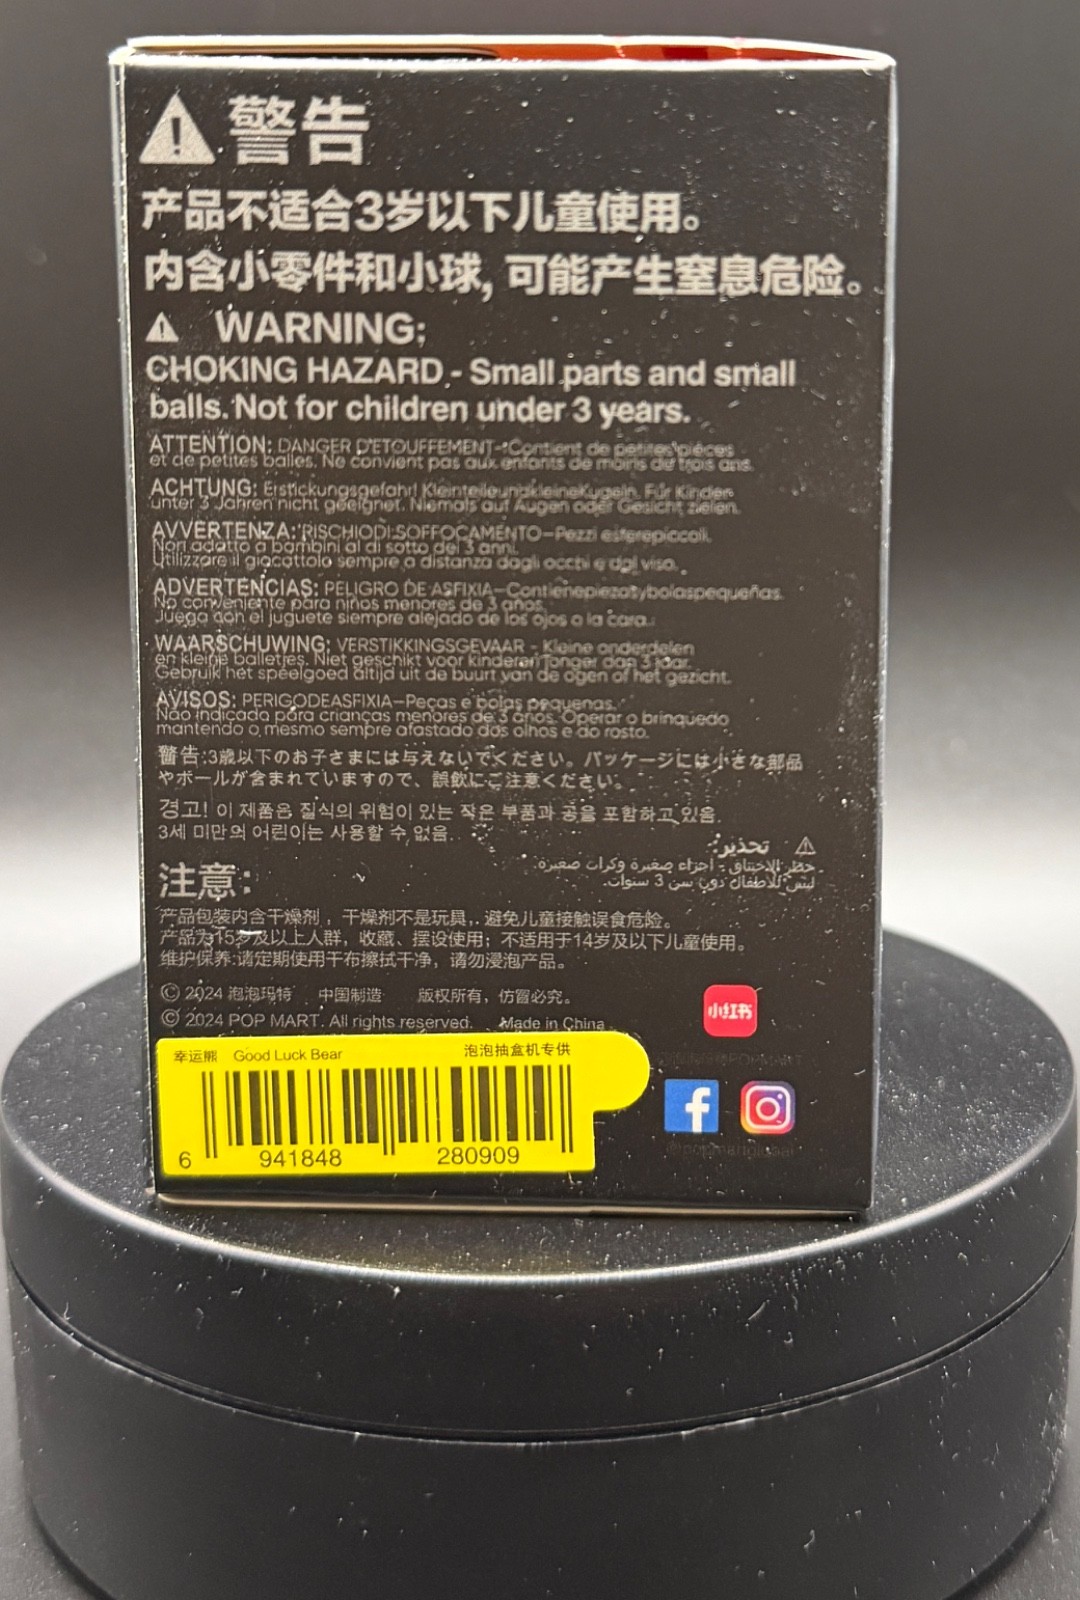 警告
产品不适合3岁以下儿童使用。
内含小零件和小球, 可能产生窒息危险。
WARNING:
CHOKING HAZARD - Small parts and small
balls. Not for children under 3 years.
ATTENTION: DANGER D'ETOUFFEMENT-Contient de petites pièces
et de petites balles. Ne convient pas aux enfants de moins de trois ans.
ACHTUNG: Erstickungsgefahr! KleinteileundkleineKugeln. Für Kinder
unter 3 Jahren nicht geeignet. Niemals auf Augen oder Gesicht zielen.
AVVERTENZA: RISCHIODISOFFOCAMENTO—Pezzi esferepiccoli.
Non adatto a bambini al di sotto dei 3 anni.
Utilizzare il giocattolo sempre a distanza dagli occhi e dal viso.
ADVERTENCIAS: PELIGRO DE ASFIXIA—Contienepiezasybolaspequeñas.
No conveniente para niños menores de 3 años.
Juega con el juguete siempre alejado de los ojos o la cara.
WAARSCHUWING: VERSTIKKINGSGEVAAR - Kleine onderdelen
en kleine balletjes. Niet geschikt voor kinderen jonger dan 3 jaar.
Gebruik het speelgoed altijd uit de buurt van de ogen of het gezicht.
AVISOS: PERIGODEASFIXIA—Peças e bolas pequenas.
Não indicado para crianças menores de 3 anos. Operar o brinquedo
mantendo o mesmo sempre afastado dos olhos e do rosto.
警告:3歳以下のお子さまには与えないでください。パッケージには小さな部品
やボールが含まれていますので、誤飲にご注意ください。
경고! 이 제품은 질식의 위험이 있는 작은 부품과 공을 포함하고 있음.
3세 미만의 어린이는 사용할 수 없음.
تحذير:
خطر الاختناق - أجزاء صغيرة وكرات صغيرة.
ليس للأطفال دون سن 3 سنوات.
注意:
产品包装内含干燥剂，干燥剂不是玩具，避免儿童接触误食危险。
产品为15岁及以上人群，收藏、摆设使用；不适用于14岁及以下儿童使用。
维护保养:请定期使用干布擦拭干净，请勿浸泡产品。
© 2024 泡泡玛特 中国制造 版权所有，仿冒必究。
© 2024 POP MART. All rights reserved. Made in China
小红书
@POPMART
幸运熊 Good Luck Bear 泡泡抽盒机专供
6 941848 280909
@popmartglobal